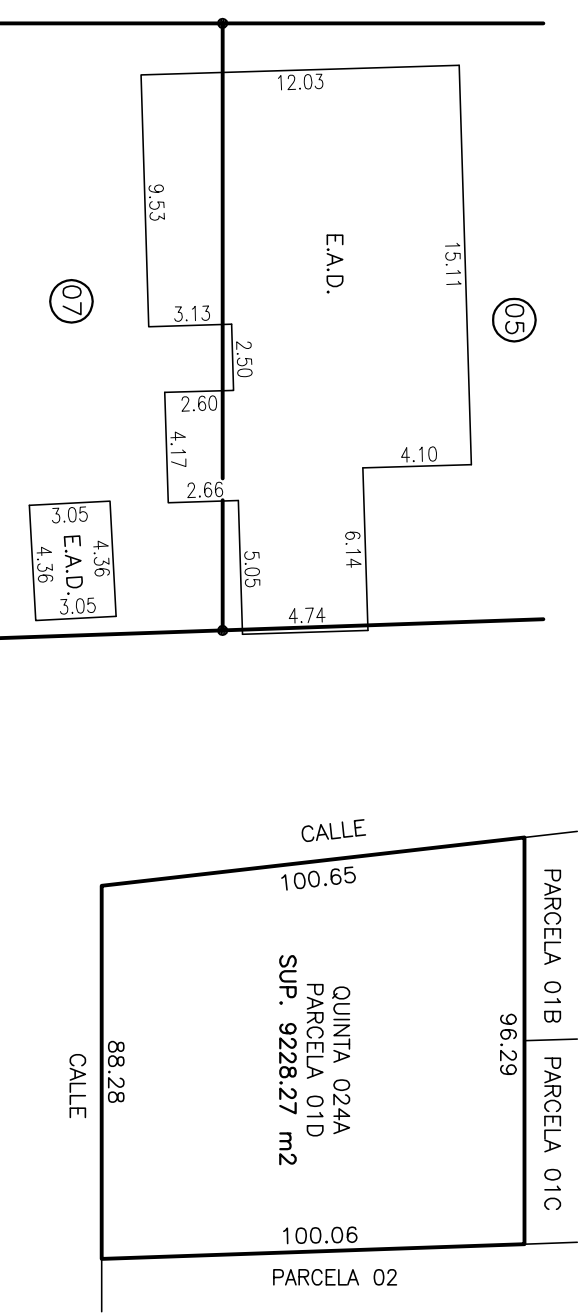 12.03
9.53
15.11
E.A.D.
05
07
3.13
2.50
2.60
4.17
4.10
2.66
6.14
5.05
3.05
4.36
E.A.D.
4.36
3.05
4.74
CALLE
100.65
PARCELA 01B
PARCELA 01C
96.29
QUINTA 024A
PARCELA 01D
SUP. 9228.27 m2
88.28
CALLE
100.06
PARCELA 02